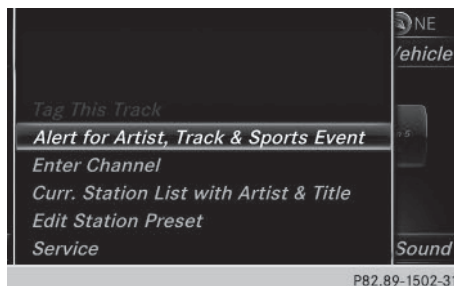 NE
Vehicle
Tag This Track
Alert for Artist, Track & Sports Event
Enter Channel
Curr. Station List with Artist & Title
Edit Station Preset
Service
Sound
P82.89-1502-31